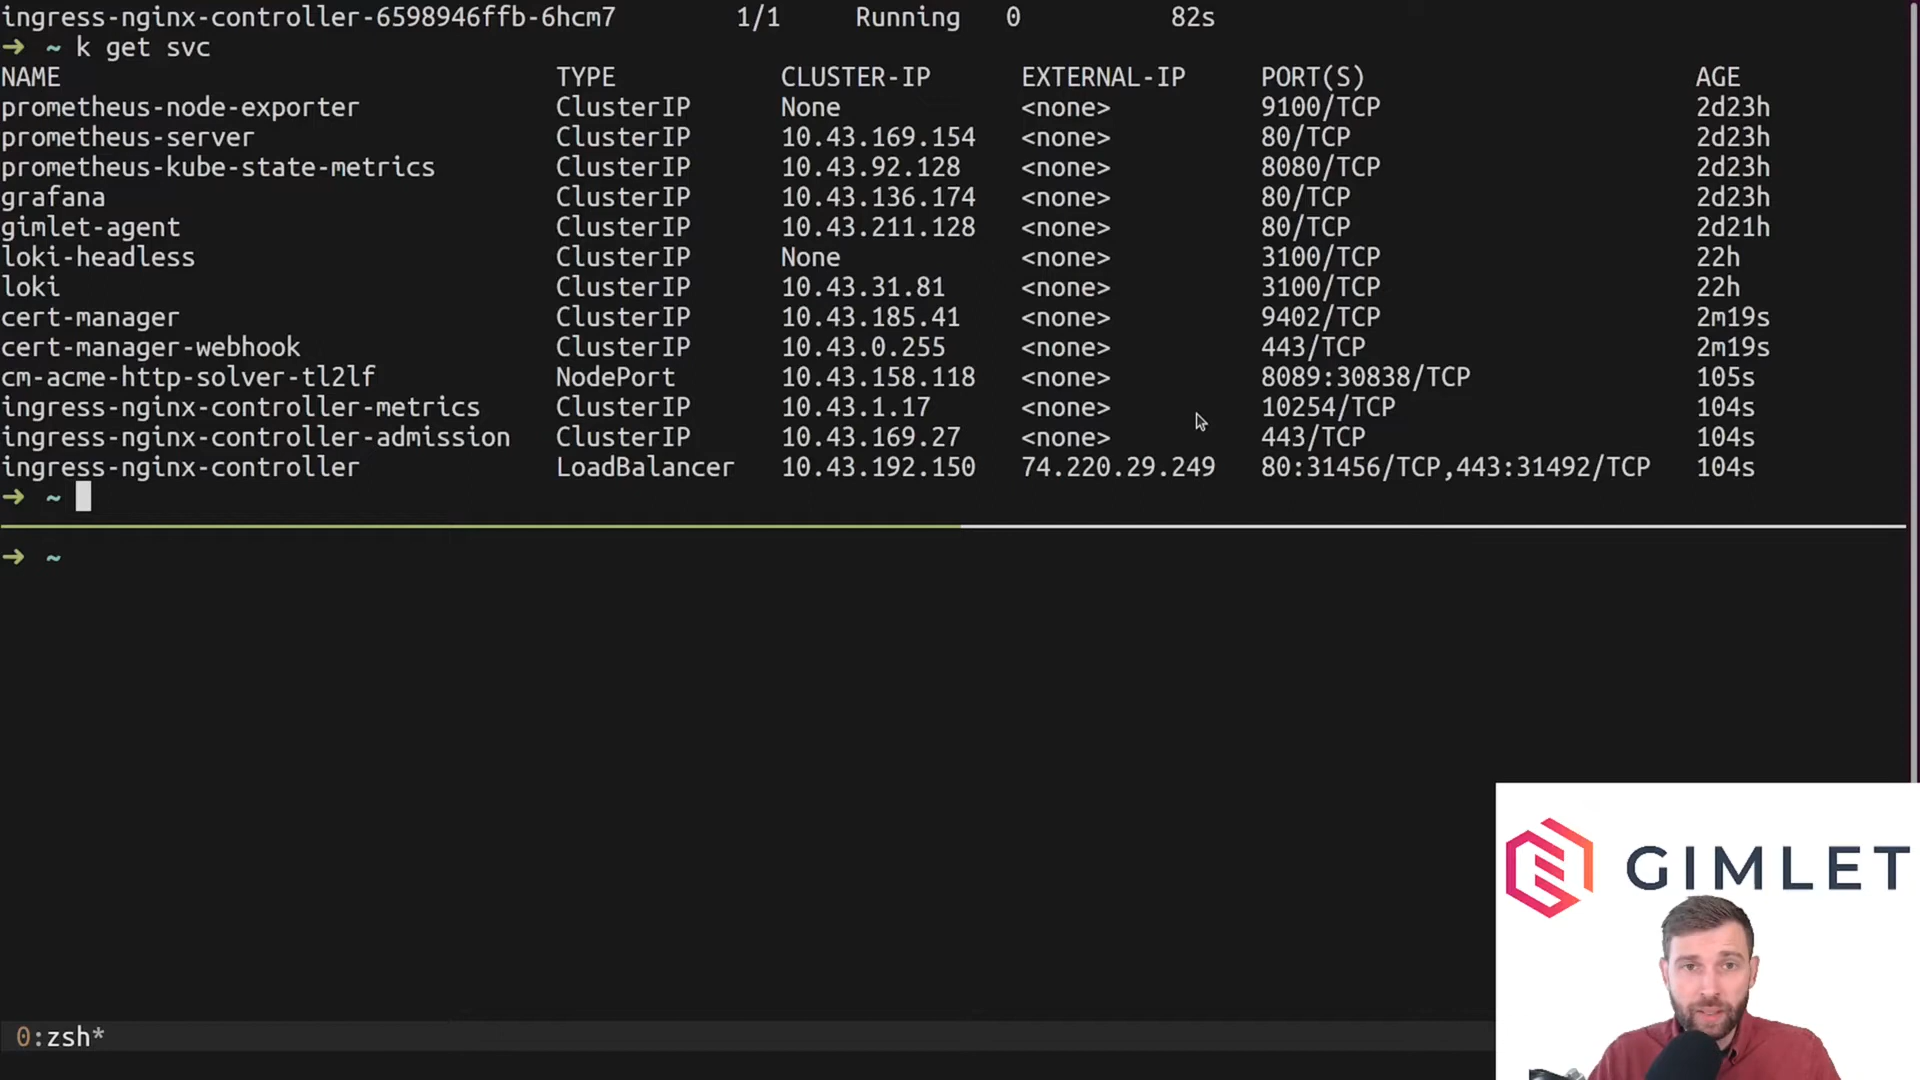 ingress-nginx-controller-6598946ffb-6hcm7 1/1 Running 0 82s
➜ ~ k get svc
NAME TYPE CLUSTER-IP EXTERNAL-IP PORT(S) AGE
prometheus-node-exporter ClusterIP None <none> 9100/TCP 2d23h
prometheus-server ClusterIP 10.43.169.154 <none> 80/TCP 2d23h
prometheus-kube-state-metrics ClusterIP 10.43.92.128 <none> 8080/TCP 2d23h
grafana ClusterIP 10.43.136.174 <none> 80/TCP 2d23h
gimlet-agent ClusterIP 10.43.211.128 <none> 80/TCP 2d21h
loki-headless ClusterIP None <none> 3100/TCP 22h
loki ClusterIP 10.43.31.81 <none> 3100/TCP 22h
cert-manager ClusterIP 10.43.185.41 <none> 9402/TCP 2m19s
cert-manager-webhook ClusterIP 10.43.0.255 <none> 443/TCP 2m19s
cm-acme-http-solver-tl2lf NodePort 10.43.158.118 <none> 8089:30838/TCP 105s
ingress-nginx-controller-metrics ClusterIP 10.43.1.17 <none> 10254/TCP 104s
ingress-nginx-controller-admission ClusterIP 10.43.169.27 <none> 443/TCP 104s
ingress-nginx-controller LoadBalancer 10.43.192.150 74.220.29.249 80:31456/TCP,443:31492/TCP 104s
➜ ~
➜ ~
GIMLET
0:zsh*